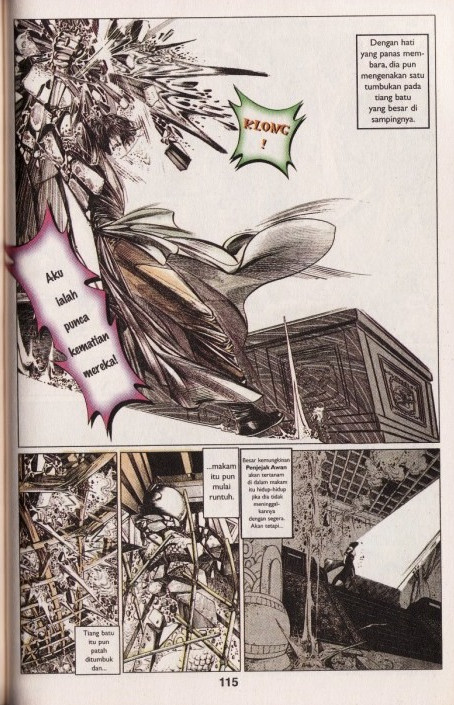 Dengan hati
yang panas mem-
bara, dia pun
mengenakan satu
tumbukan pada
tiang batu
yang besar di
sampingnya.
KLONG
!
Aku
ialah
punca
kematian
mereka!
Tiang batu
itu pun
patah
ditumbuk
dan...
...makam
itu pun
mulai
runtuh.
Besar kemungkinan
Penjejak Awan
akan tertanam
di dalam makam
itu hidup-hidup
jika dia tidak
meninggal-
kannya
dengan segera.
Akan tetapi...
115